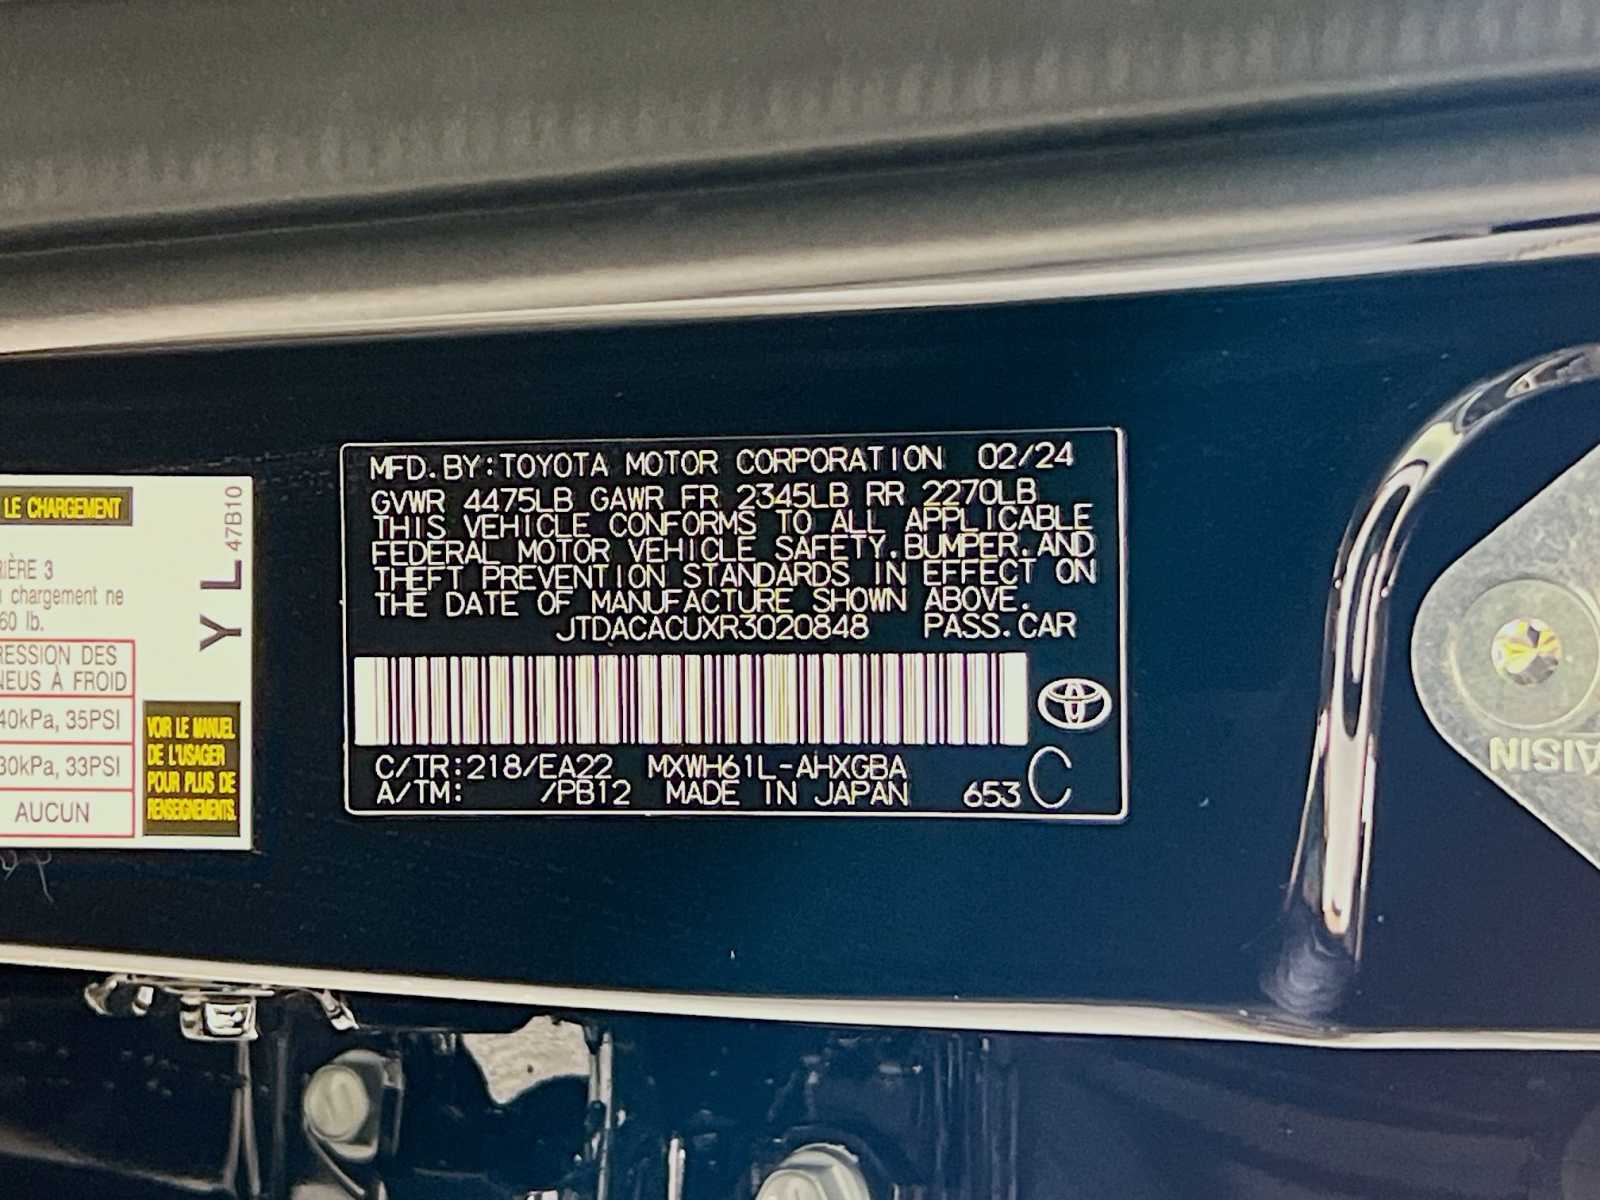 LE CHARGEMENT
RIÈRE 3
chargement ne
60 lb.
RESSION DES
NEUS À FROID
40kPa, 35PSI
30kPa, 33PSI
AUCUN
Y L 47B10
VOIR LE MANUEL
DE L'USAGER
POUR PLUS DE
RENSEIGNEMENTS.
MFD. BY: TOYOTA MOTOR CORPORATION 02/24
GVWR 4475LB GAWR FR 2345LB RR 2270LB
THIS VEHICLE CONFORMS TO ALL APPLICABLE
FEDERAL MOTOR VEHICLE SAFETY, BUMPER, AND
THEFT PREVENTION STANDARDS IN EFFECT ON
THE DATE OF MANUFACTURE SHOWN ABOVE.
JTDACACUXR3020848 PASS. CAR
C/TR: 218/EA22 MXWH61L-AHXGBA
A/TM: /PB12 MADE IN JAPAN 653 C
AISIN